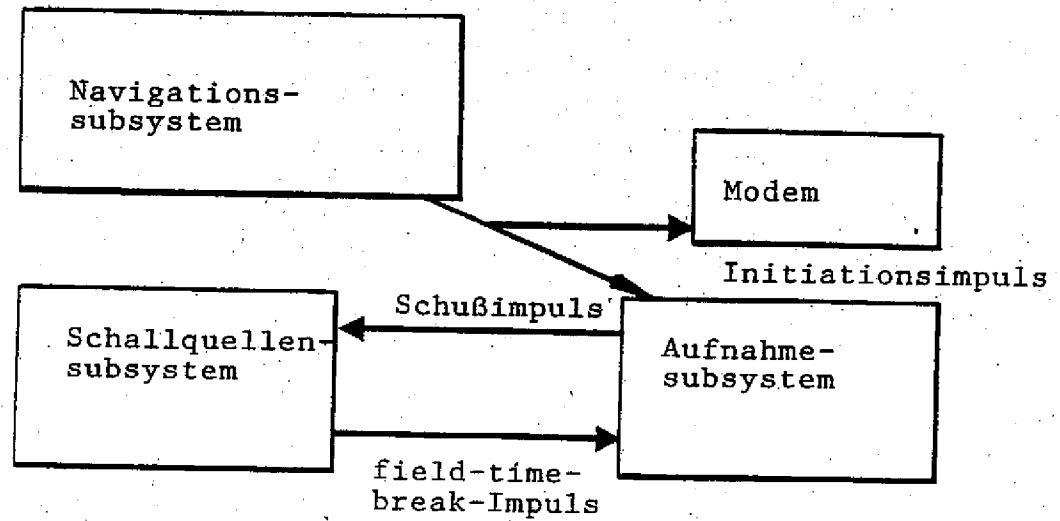 Navigations-
subsystem
Modem
Initiationsimpuls
Schußimpuls
Schallquellen-
subsystem
Aufnahme-
subsystem
field-time-
break-Impuls